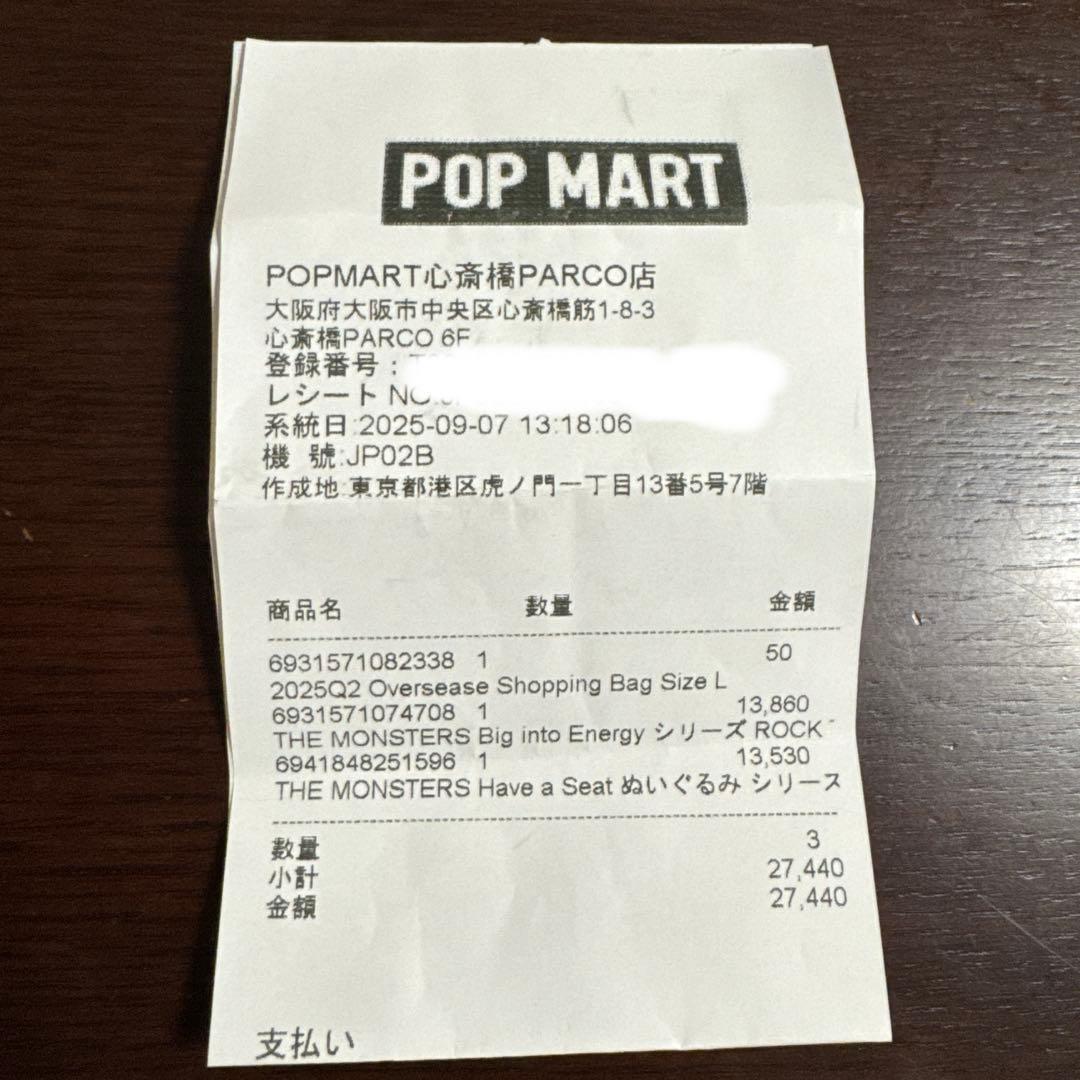 POP MART
POPMART心斎橋PARCO店
大阪府大阪市中央区心斎橋筋1-8-3
心斎橋PARCO 6F
登録番号:
レシート NO.
系統日:2025-09-07 13:18:06
機 號:JP02B
作成地:東京都港区虎ノ門一丁目13番5号7階
商品名 数量 金額
6931571082338 1 50
2025Q2 Oversease Shopping Bag Size L
6931571074708 1 13,860
THE MONSTERS Big into Energy シリーズ ROCK
6941848251596 1 13,530
THE MONSTERS Have a Seat ぬいぐるみ シリース
数量 3
小計 27,440
金額 27,440
支払い